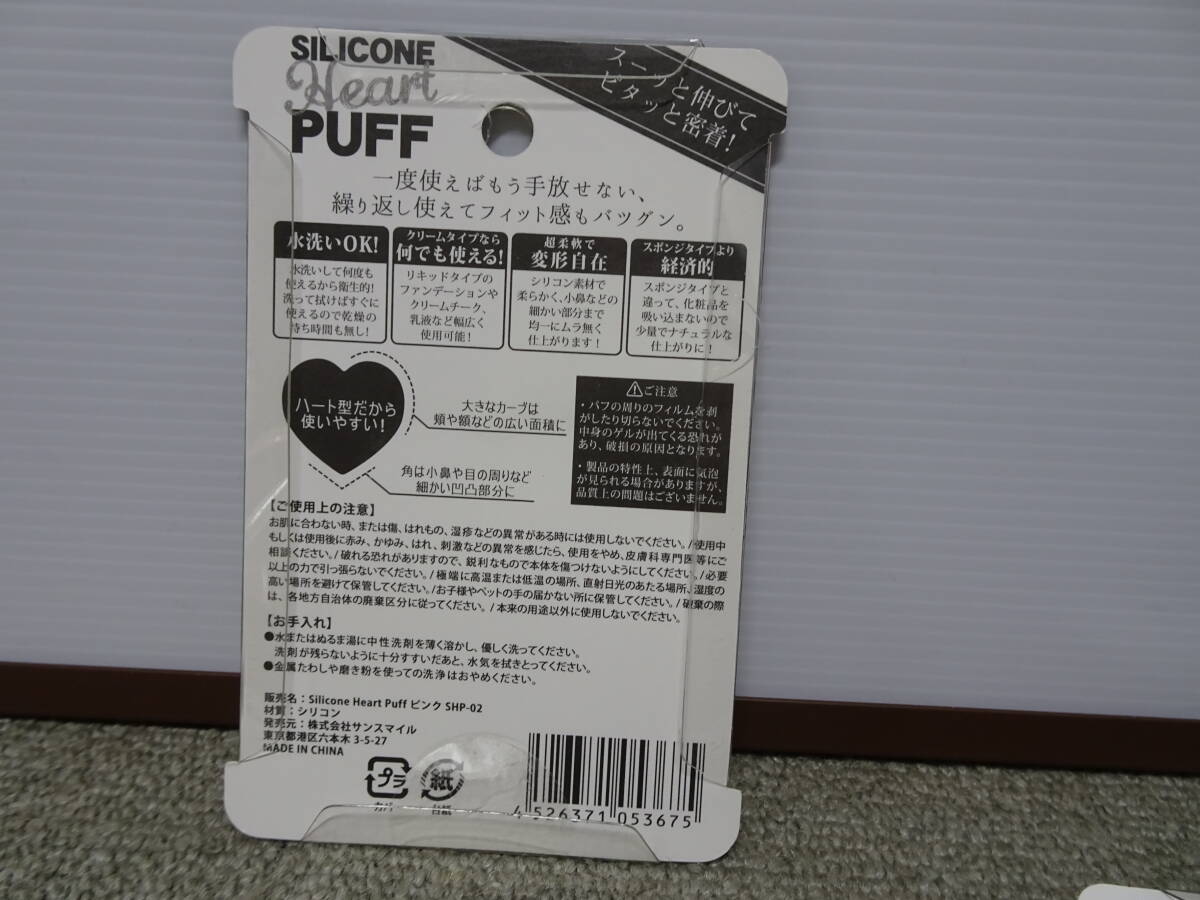 SILICONE
Heart
PUFF
スーッと伸びて
ピタッと密着!
一度使えばもう手放せない、
繰り返し使えてフィット感もバツグン。
水洗いOK!
水洗いして何度も
使えるから衛生的!
洗って拭けばすぐに
使えるので乾燥の
待ち時間も無し!
クリームタイプなら
何でも使える!
リキッドタイプの
ファンデーションや
クリームチーク、
乳液など幅広く
使用可能!
超柔軟で
変形自在
シリコン素材で
柔らかく、小鼻などの
細かい部分まで
均一にムラ無く
仕上がります!
スポンジタイプより
経済的
スポンジタイプと
違って、化粧品を
吸い込まないので
少量でナチュラルな
仕上がりに!
ハート型だから
使いやすい!
大きなカーブは
頬や額などの広い面積に
角は小鼻や目の周りなど
細かい凹凸部分に
ご注意
・パフの周りのフィルムを剥
がしたり切らないでください。
中身のゲルが出てくる恐れが
あり、破損の原因となります。
・製品の特性上、表面に気泡
が見られる場合がありますが、
品質上の問題はございません。
【ご使用上の注意】
お肌に合わない時、または傷、はれもの、湿疹などの異常がある時には使用しないでください。/使用中
もしくは使用後に赤み、かゆみ、はれ、刺激などの異常を感じたら、使用をやめ、皮膚科専門医等にご
相談ください。/破れる恐れがありますので、鋭利なもので本体を傷つけないようにしてください。/必要
以上の力で引っ張らないでください。/極端に高温または低温の場所、直射日光のあたる場所、湿度の
高い場所を避けて保管してください。/お子様やペットの手の届かない所に保管してください。/破棄の際
は、各地方自治体の廃棄区分に従ってください。/本来の用途以外に使用しないでください。
【お手入れ】
●水またはぬるま湯に中性洗剤を薄く溶かし、優しく洗ってください。
洗剤が残らないように十分すすいだあと、水気を拭きとってください。
●金属たわしや磨き粉を使っての洗浄はおやめください。
販売名:Silicone Heart Puff ピンク SHP-02
材質:シリコン
発売元:株式会社サンスマイル
東京都港区六本木 3-5-27
MADE IN CHINA
プラ
紙
カバー
台紙
4 526371 053675